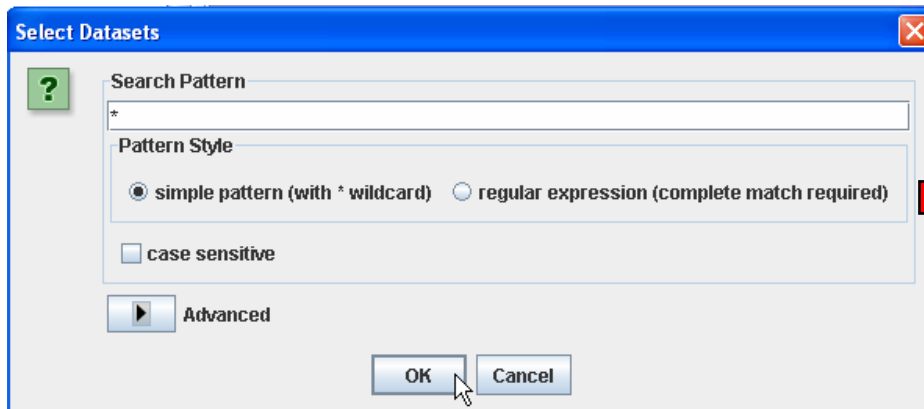 Select Datasets
?
Search Pattern
*
Pattern Style
simple pattern (with * wildcard) regular expression (complete match required)
case sensitive
Advanced
OK Cancel